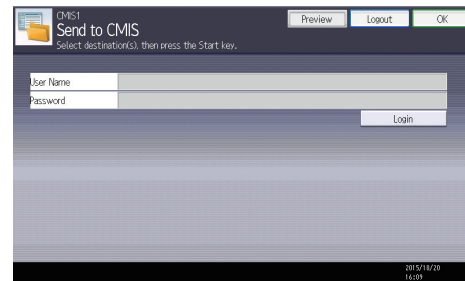 CMIS1
Send to CMIS
Select destination(s), then press the Start key.
Preview
Logout
OK
User Name
Password
Login
2015/10/20
16:09